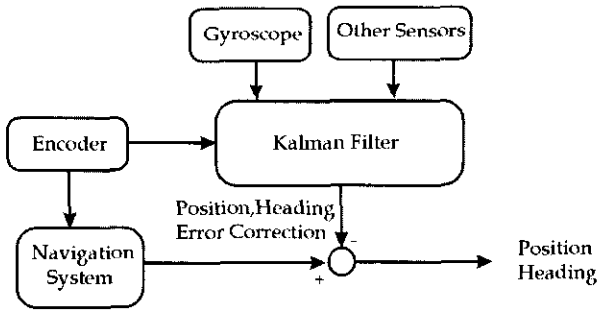 Gyroscope
Other Sensors
Encoder
Kalman Filter
Position,Heading
Error Correction
-
Navigation
System
+
Position
Heading